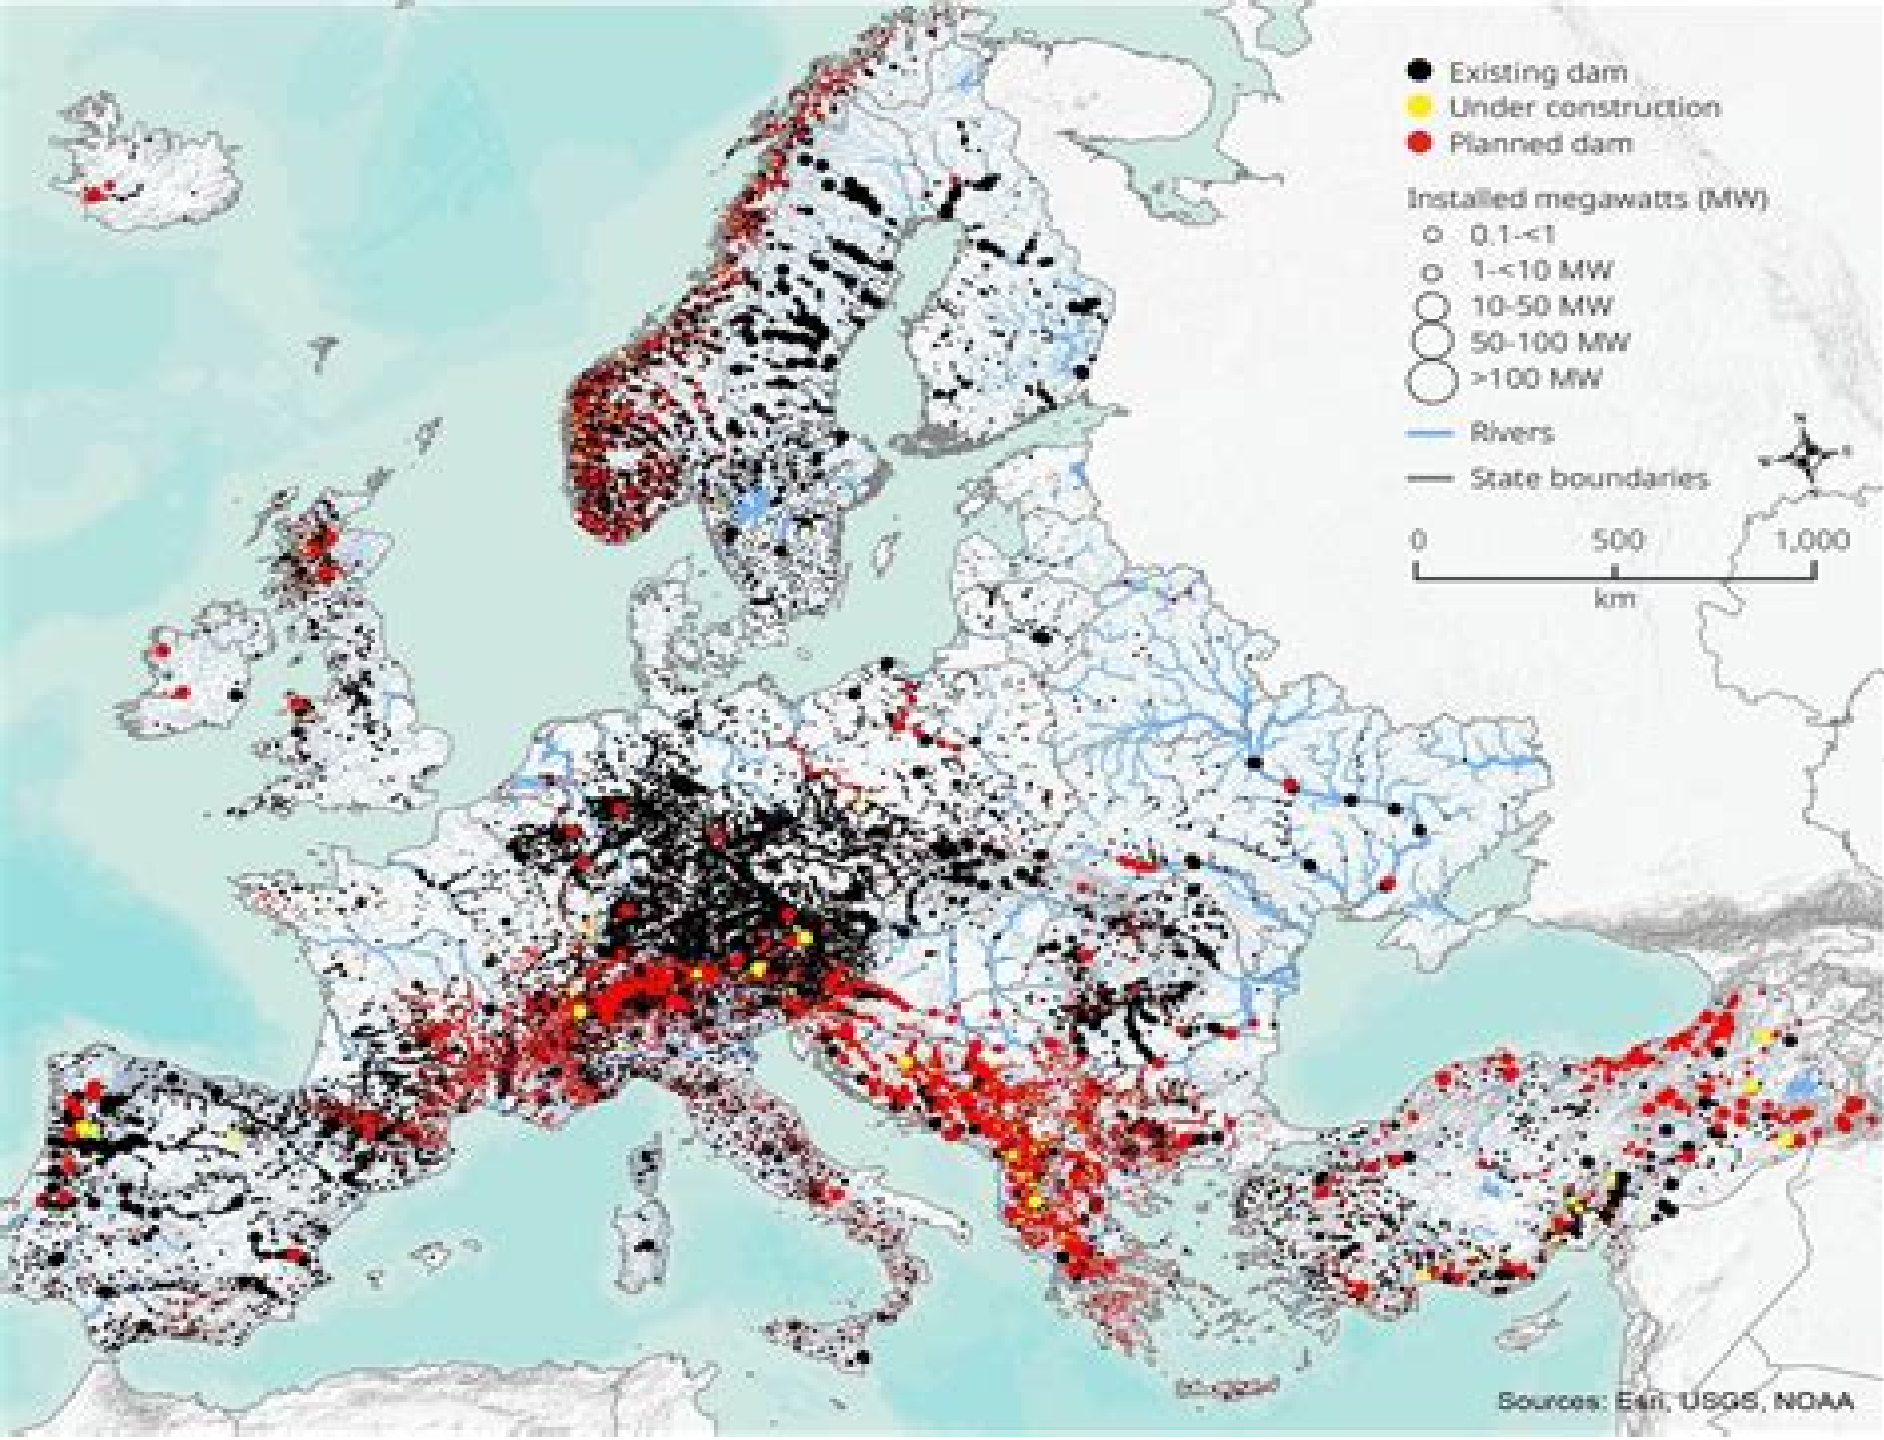 Existing dam
Under construction
Planned dam
Installed megawatts (MW)
0.1-<1
1-<10 MW
10-50 MW
50-100 MW
>100 MW
Rivers
State boundaries
0 500 1,000
km
Sources: Esri, USGS, NOAA